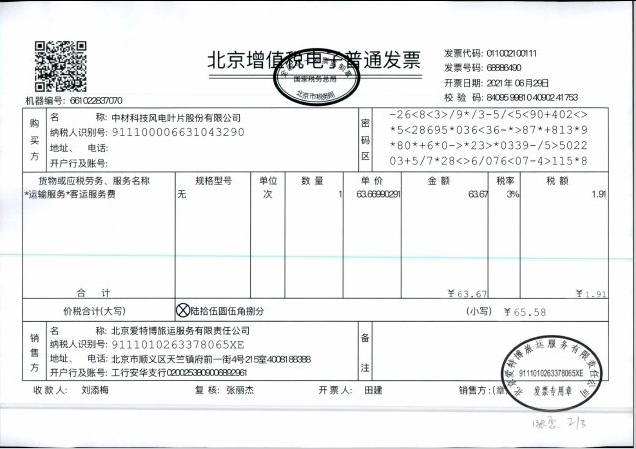 北京增值税电子普通发票
国家税务总局
北京市税务局
发票代码: 011002100111
发票号码: 68886490
开票日期: 2021年06月29日
校 验 码: 84095 99810 40902 41753
机器编号: 661022837070
购买方
名 称: 中材科技风电叶片股份有限公司
纳税人识别号: 911100006631043290
地址、 电话:
开户行及账号:
密码区
-26<8<3>/9*/3-5/<5<90+402<>
*5<28695*036<36-*>87*+813*9
*80*+6*0->*23>*0339-/5>5022
03+5/7*28<>6/076<07-4>115*8
货物或应税劳务、服务名称 规格型号 单位 数 量 单 价 金 额 税率 税 额
*运输服务*客运服务费 无 次 1 63.66990291 63.67 3% 1.91
合 计 ￥63.67 ￥1.91
价税合计(大写) ⓧ陆拾伍圆伍角捌分 (小写) ￥65.58
销售方
名 称: 北京爱特博旅运服务有限责任公司
纳税人识别号: 91110102633780​65XE
地址、 电话: 北京市顺义区天竺镇府前一街4号215室4008188388
开户行及账号: 工行安华支行0200253809006892961
备注
收 款 人: 刘添梅 复 核: 张丽杰 开 票 人: 田建 销售方: (章)
北京爱特博旅运服务有限责任公司
9111010263378065XE
发票专用章
2/3